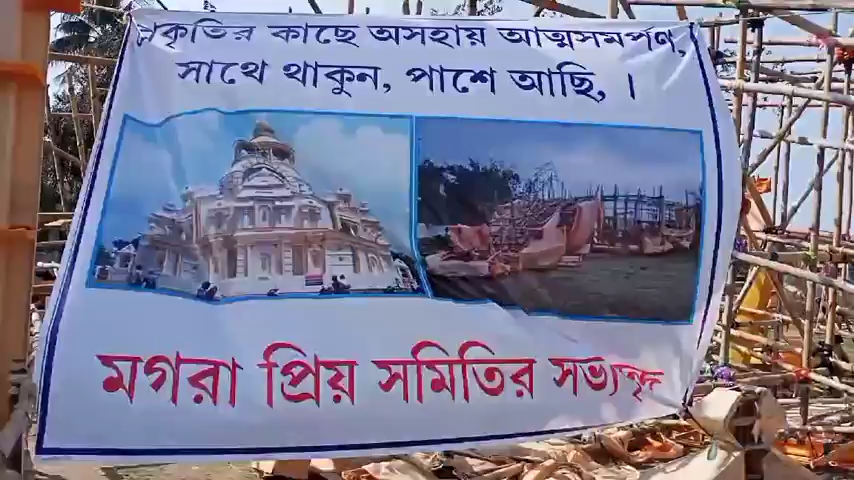 প্রকৃতির কাছে অসহায় আত্মসমর্পণ,
সাথে থাকুন, পাশে আছি, ।
মগরা প্রিয় সমিতির সভ্যবৃন্দ